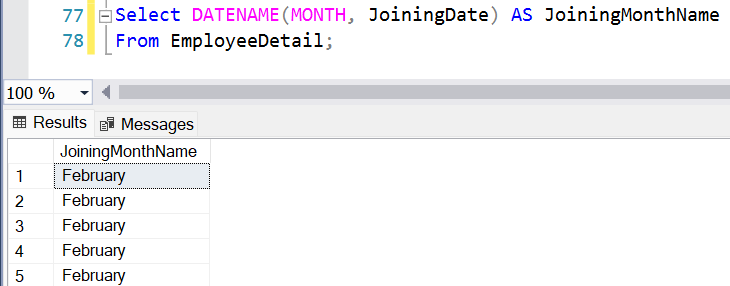 77 Select DATENAME(MONTH, JoiningDate) AS JoiningMonthName
78 From EmployeeDetail;
100 %
Results Messages
JoiningMonthName
1 February
2 February
3 February
4 February
5 February